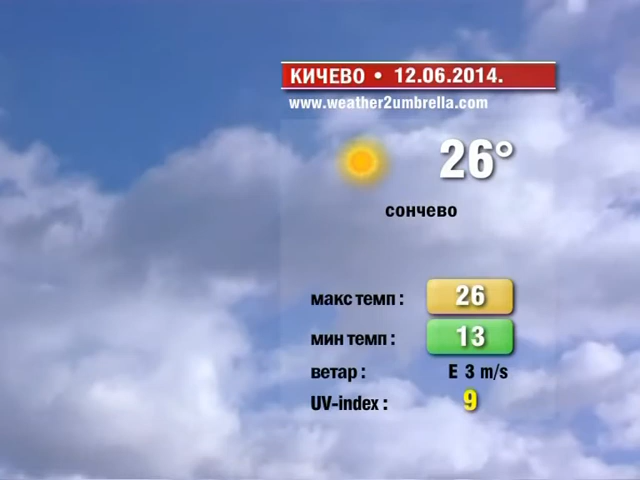 КИЧЕВО • 12.06.2014.
www.weather2umbrella.com
26°
сончево
макс темп : 26
мин темп : 13
ветар : E 3 m/s
UV-index : 9